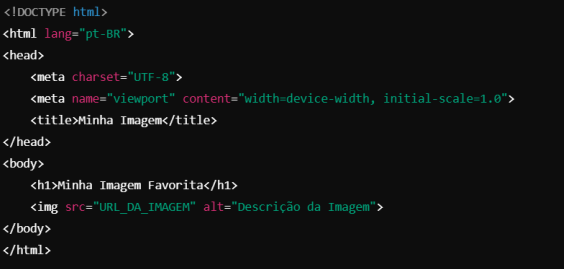 <!DOCTYPE html>
<html lang="pt-BR">
<head>
    <meta charset="UTF-8">
    <meta name="viewport" content="width=device-width, initial-scale=1.0">
    <title>Minha Imagem</title>
</head>
<body>
    <h1>Minha Imagem Favorita</h1>
    <img src="URL_DA_IMAGEM" alt="Descrição da Imagem">
</body>
</html>